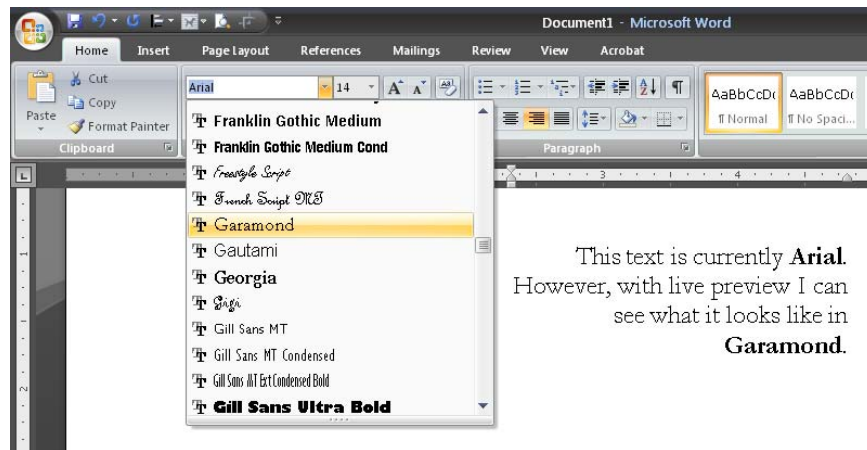 Document1 - Microsoft Word
Home Insert Page Layout References Mailings Review View Acrobat
Paste
Cut
Copy
Format Painter
Clipboard
Arial 14
Paragraph
AaBbCcDc AaBbCcDc
¶ Normal ¶ No Spaci...
3 4
Franklin Gothic Medium
Franklin Gothic Medium Cond
Freestyle Script
French Script MT
Garamond
Gautami
Georgia
Gigi
Gill Sans MT
Gill Sans MT Condensed
Gill Sans MT Ext Condensed Bold
Gill Sans Ultra Bold
This text is currently Arial.
However, with live preview I can
see what it looks like in
Garamond.